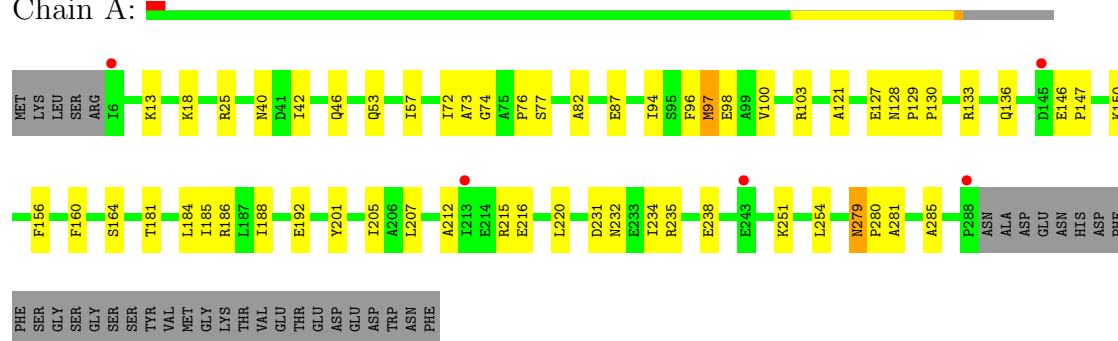 Chain A:
MET LYS LEU SER ARG I6 K13 K18 R25 N40 D41 I42 Q46 Q53 I57 I72 A73 G74 A75 P76 S77 A82 E87 I94 S95 F96 M97 E98 A99 V100 R103 A121 E127 N128 P129 P130 R133 Q136 D145 E146 P147
F156 F160 S164 T181 L184 I185 R186 L187 I188 E192 Y201 I205 A206 L207 A212 I213 E214 R215 E216 L220 D231 N232 E233 I234 R235 E238 E243 K251 L254 N279 P280 A281 A285 P288 ASN ALA ASP GLU ASN HIS ASP PHE
PHE SER GLY SER GLY SER SER TYR VAL MET GLY LYS THR VAL GLU THR GLU ASP GLU ASP TRP ASN PHE